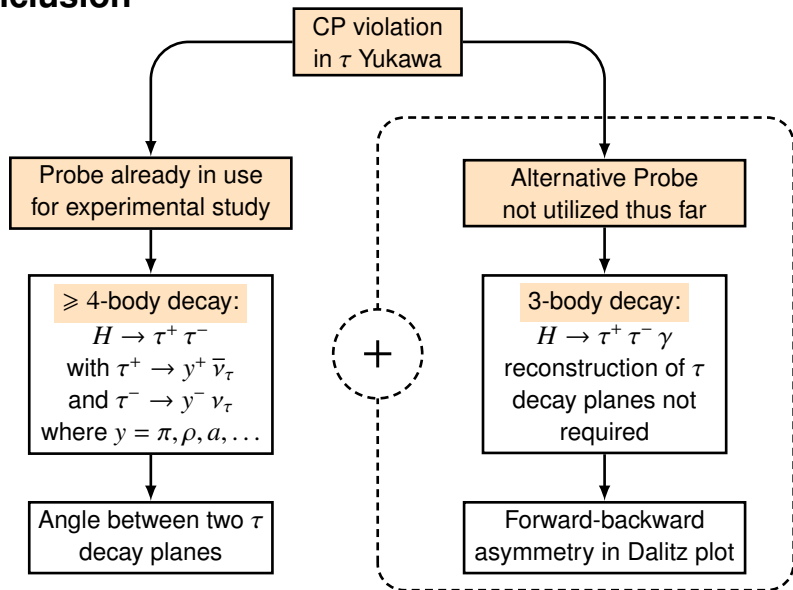 CP violation
in τ Yukawa
Probe already in use
for experimental study
⩾ 4-body decay:
H → τ⁺ τ⁻
with τ⁺ → y⁺ ν̅_τ
and τ⁻ → y⁻ ν_τ
where y = π, ρ, a, . . .
Angle between two τ
decay planes
+
Alternative Probe
not utilized thus far
3-body decay:
H → τ⁺ τ⁻ γ
reconstruction of τ
decay planes not
required
Forward-backward
asymmetry in Dalitz plot